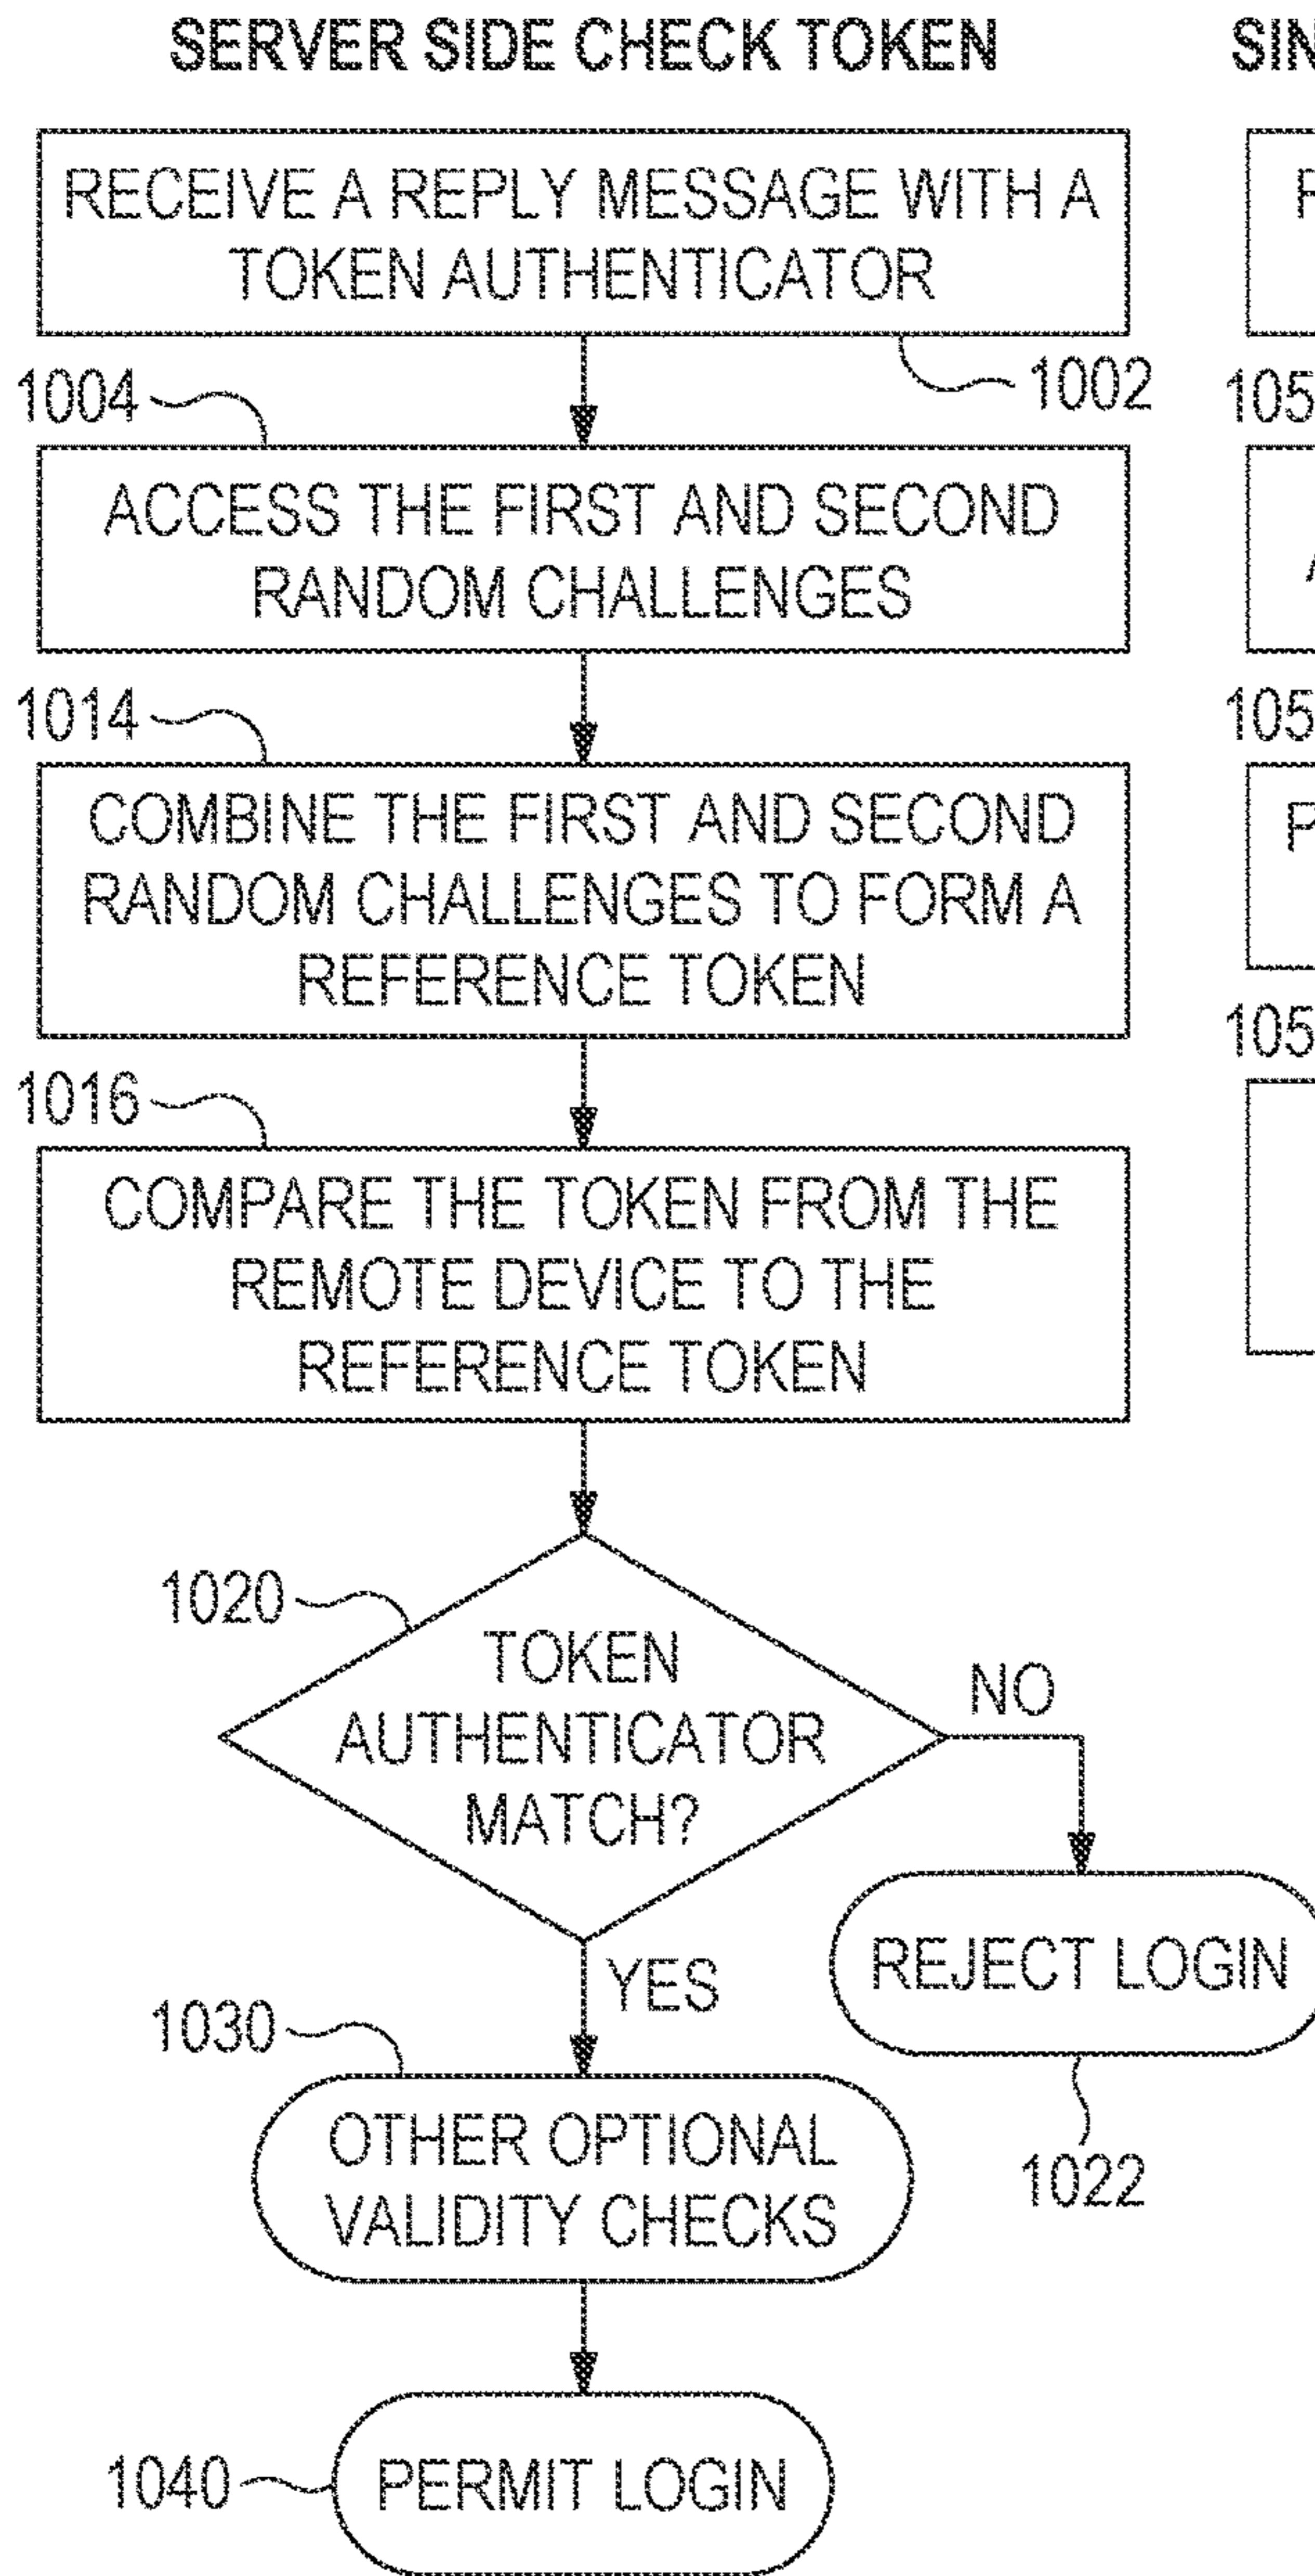 SERVER SIDE CHECK TOKEN
RECEIVE A REPLY MESSAGE WITH A
TOKEN AUTHENTICATOR
1002
1004
ACCESS THE FIRST AND SECOND
RANDOM CHALLENGES
1014
COMBINE THE FIRST AND SECOND
RANDOM CHALLENGES TO FORM A
REFERENCE TOKEN
1016
COMPARE THE TOKEN FROM THE
REMOTE DEVICE TO THE
REFERENCE TOKEN
1020
TOKEN
AUTHENTICATOR
MATCH?
NO
REJECT LOGIN
1022
YES
1030
OTHER OPTIONAL
VALIDITY CHECKS
1040
PERMIT LOGIN